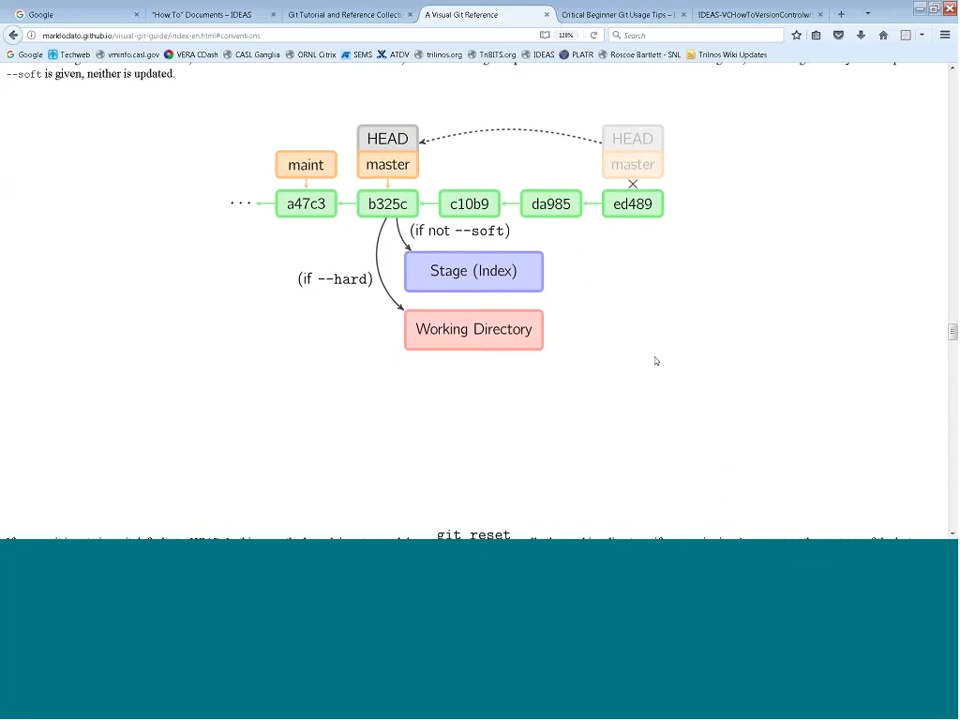 Google
"How To" Documents – IDEAS
Git Tutorial and Reference Collecti
A Visual Git Reference
Critical Beginner Git Usage Tips – I
IDEAS-VCHowToVersionControlw
marklodato.github.io/visual-git-guide/index-en.html#conventions
120%
Search
Google
Techweb
vminfo.casl.gov
VERA CDash
CASL Ganglia
ORNL Citrix
SEMS
ATDV
trilinos.org
TriBITS.org
IDEAS
PLATR
Roscoe Bartlett - SNL
Trilnos Wiki Updates
--soft is given, neither is updated.
HEAD
HEAD
maint
master
master
... a47c3 b325c c10b9 da985 ed489
(if not --soft)
Stage (Index)
(if --hard)
Working Directory
git reset